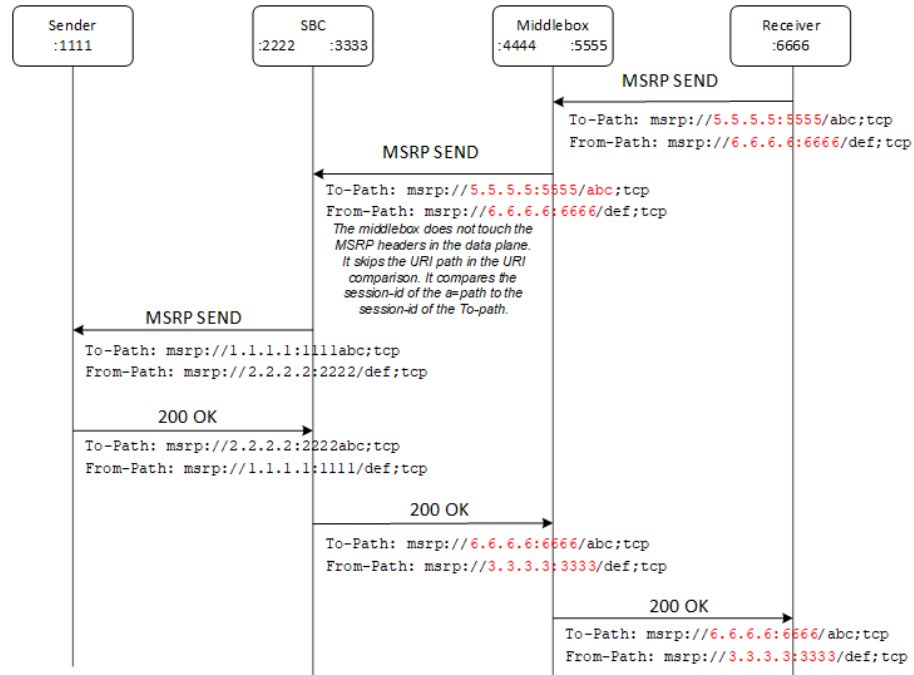 Sender
:1111
SBC
:2222 :3333
Middlebox
:4444 :5555
Receiver
:6666
MSRP SEND
To-Path: msrp://5.5.5.5:5555/abc;tcp
From-Path: msrp://6.6.6.6:6666/def;tcp
MSRP SEND
To-Path: msrp://5.5.5.5:5555/abc;tcp
From-Path: msrp://6.6.6.6:6666/def;tcp
The middlebox does not touch the
MSRP headers in the data plane.
It skips the URI path in the URI
comparison. It compares the
session-id of the a=path to the
session-id of the To-path.
MSRP SEND
To-Path: msrp://1.1.1.1:1111abc;tcp
From-Path: msrp://2.2.2.2:2222/def;tcp
200 OK
To-Path: msrp://2.2.2.2:2222abc;tcp
From-Path: msrp://1.1.1.1:1111/def;tcp
200 OK
To-Path: msrp://6.6.6.6:6666/abc;tcp
From-Path: msrp://3.3.3.3:3333/def;tcp
200 OK
To-Path: msrp://6.6.6.6:6666/abc;tcp
From-Path: msrp://3.3.3.3:3333/def;tcp